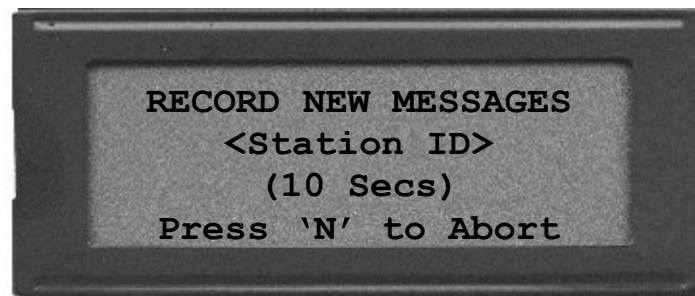 RECORD NEW MESSAGES
<Station ID>
(10 Secs)
Press ‘N’ to Abort